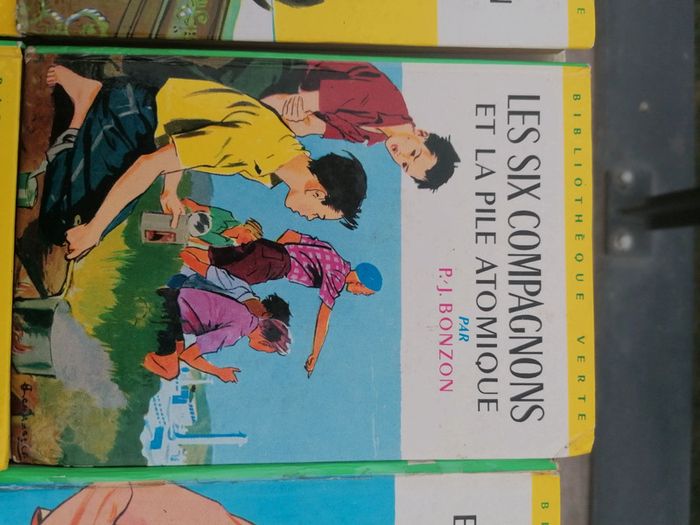 BIBLIOTHÈQUE VERTE
LES SIX COMPAGNONS
ET LA PILE ATOMIQUE
PAR
P.-J. BONZON